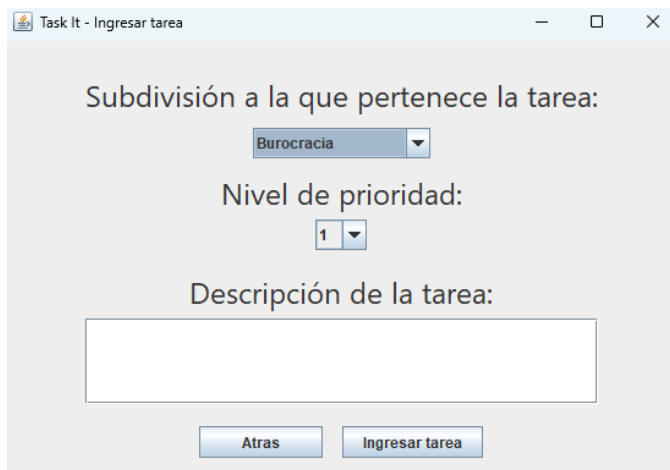 Task It - Ingresar tarea
Subdivisión a la que pertenece la tarea:
Burocracia
Nivel de prioridad:
1
Descripción de la tarea:
Atras Ingresar tarea